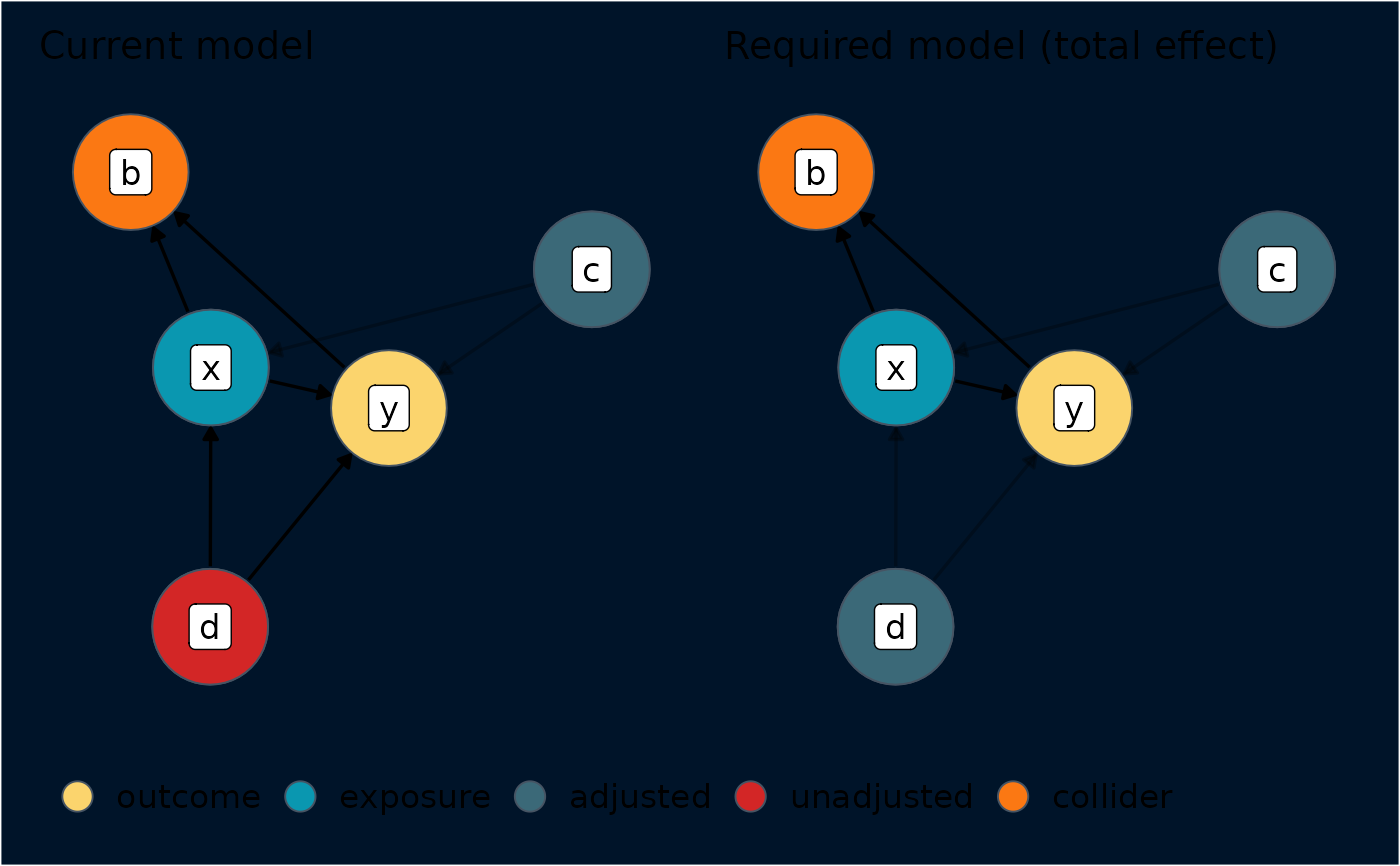 Current model
Required model (total effect)
b
b
c
c
x
x
y
y
d
d
outcome exposure adjusted unadjusted collider